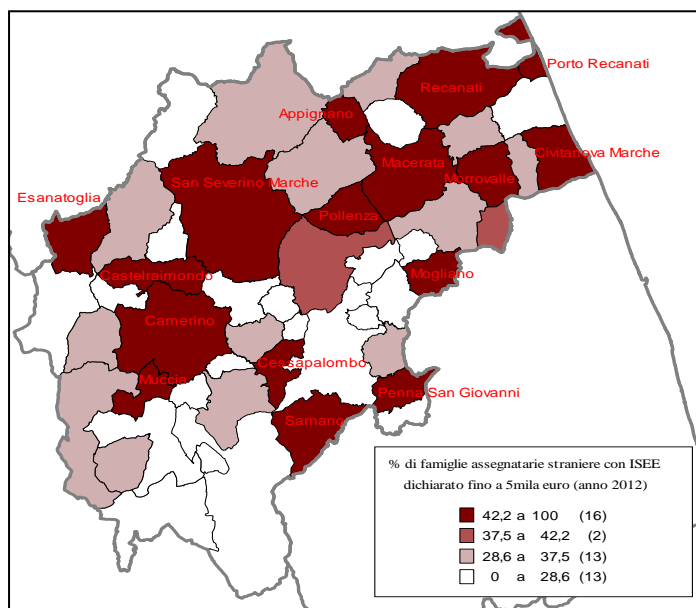 Porto Recanati
Recanati
Appignano
Civitanova Marche
Macerata
Morrovalle
San Severino Marche
Esanatoglia
Pollenza
Castelraimondo
Mogliano
Camerino
Cessapalombo
Muccia
Penna San Giovanni
Sarnano
% di famiglie assegnatarie straniere con ISEE
dichiarato fino a 5mila euro (anno 2012)
42,2 a 100 (16)
37,5 a 42,2 (2)
28,6 a 37,5 (13)
0 a 28,6 (13)